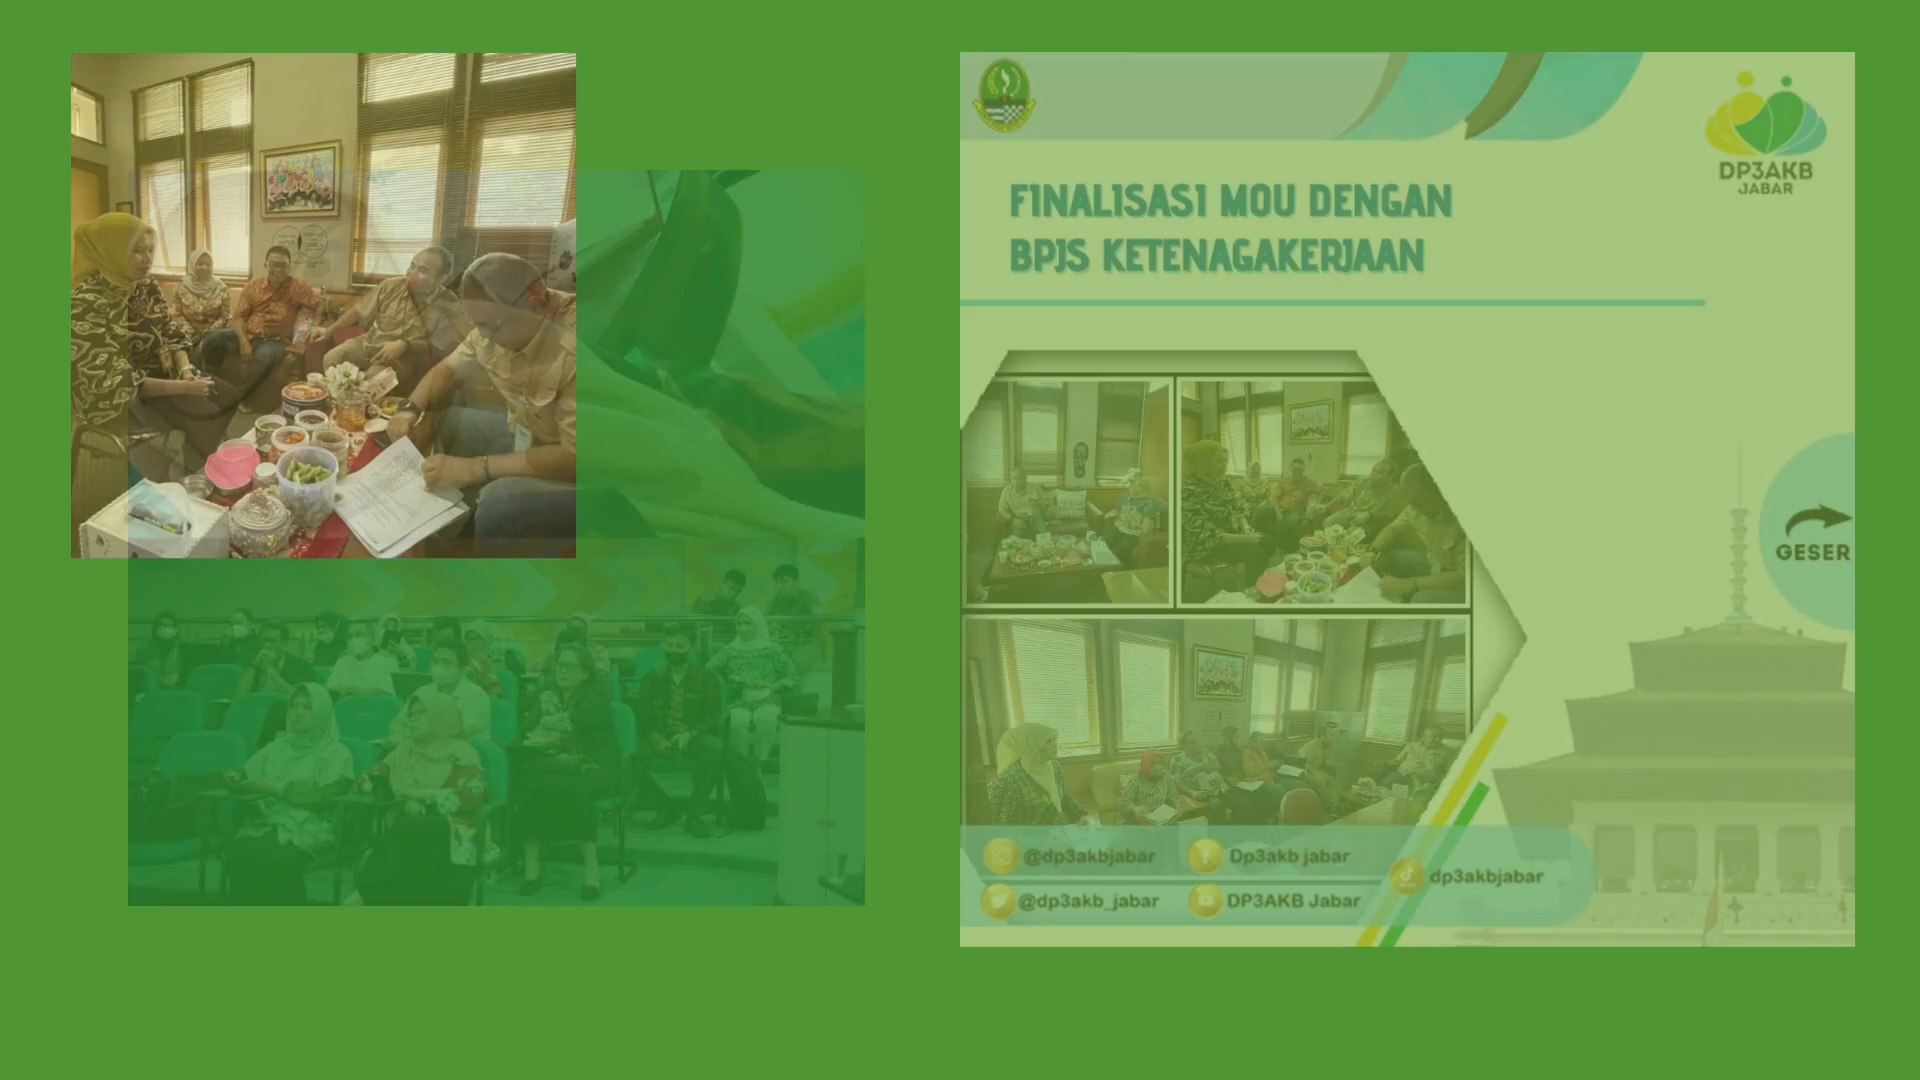 DP3AKB
JABAR
FINALISASI MOU DENGAN
BPJS KETENAGAKERJAAN
GESER
@dp3akbjabar
Dp3akb jabar
dp3akbjabar
@dp3akb_jabar
DP3AKB Jabar